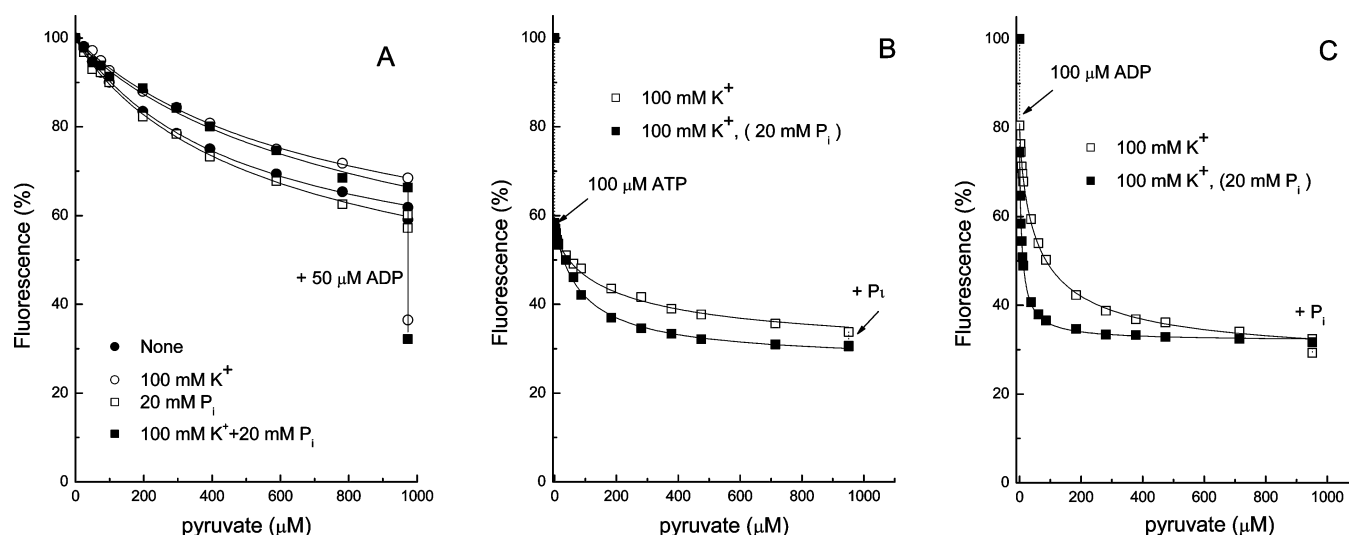 A
100
80
60
40
20
0
Fluorescence (%)
+ 50 μM ADP
None
100 mM K+
20 mM Pi
100 mM K++20 mM Pi
0 200 400 600 800 1000
pyruvate (μM)
B
100
80
60
40
20
0
Fluorescence (%)
100 mM K+
100 mM K+, ( 20 mM Pi )
100 μM ATP
+ Pι
0 200 400 600 800 1000
pyruvate (μM)
C
100
80
60
40
20
0
Fluorescence (%)
100 μM ADP
100 mM K+
100 mM K+, (20 mM Pi )
+ Pi
0 200 400 600 800 1000
pyruvate (μM)